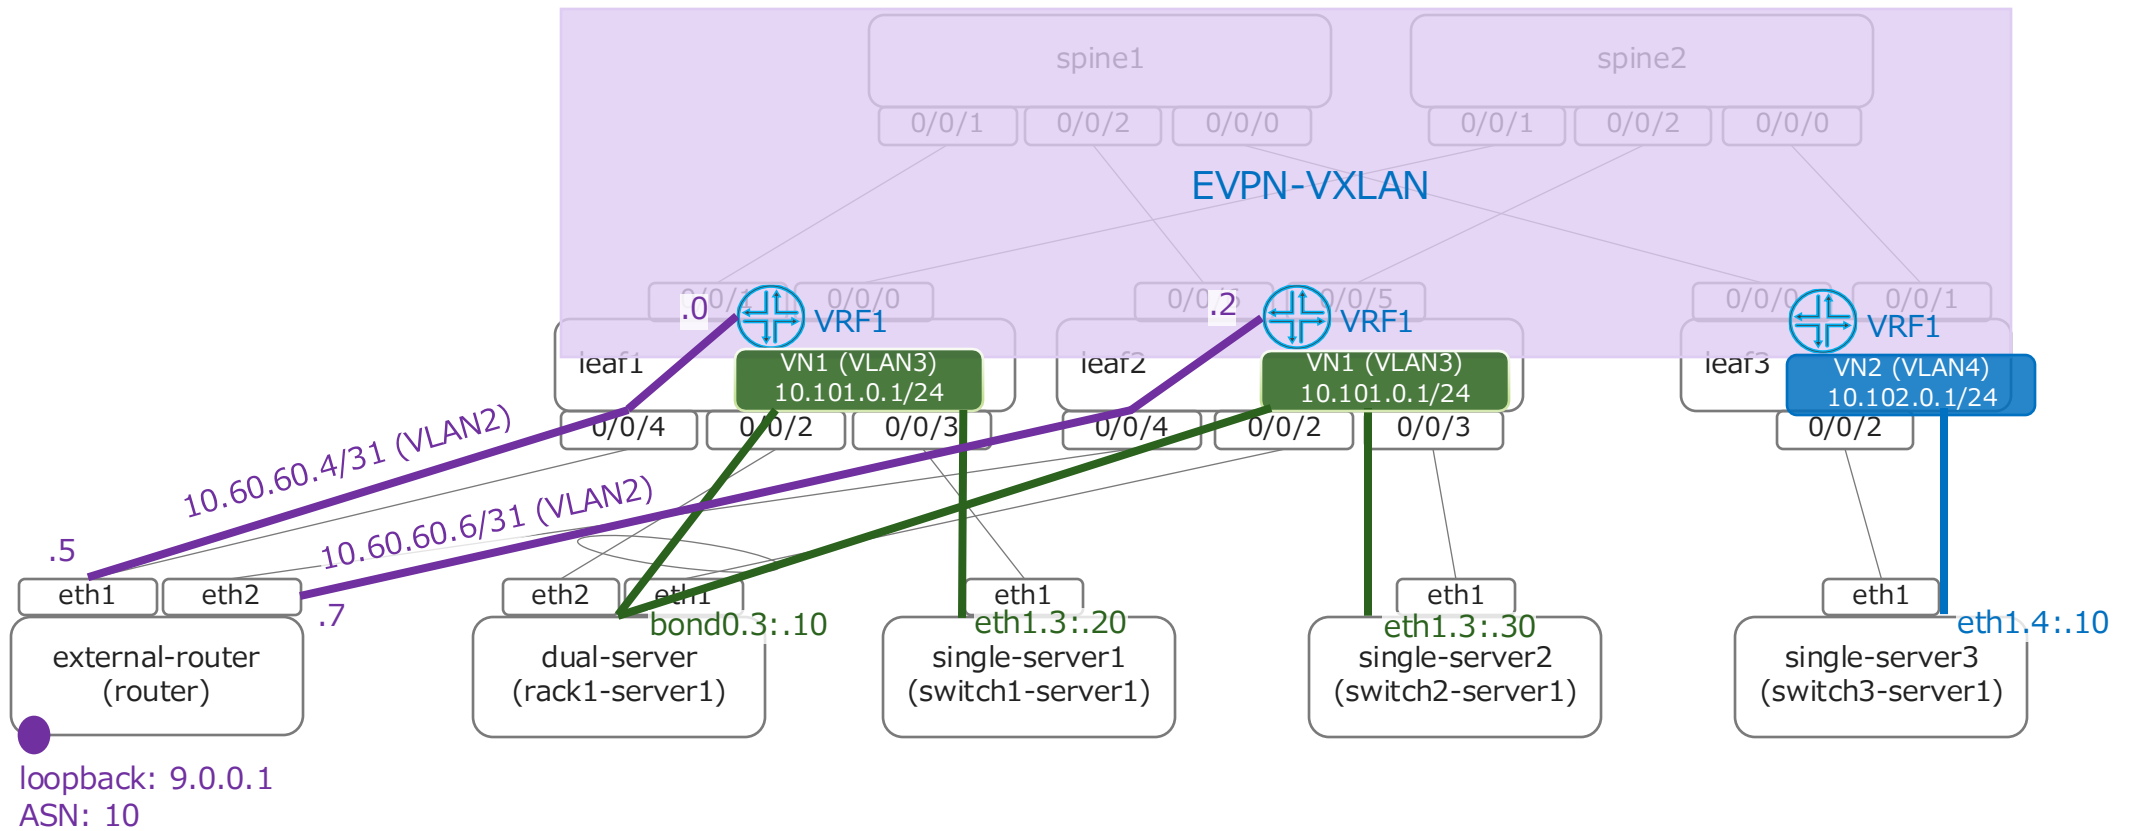 spine1
spine2
0/0/1
0/0/2
0/0/0
0/0/1
0/0/2
0/0/0
EVPN-VXLAN
0/0/1
0/0/0
0/0/5
0/0/1
.0
VRF1
.2
VRF1
VRF1
leaf1
VN1 (VLAN3)
10.101.0.1/24
leaf2
VN1 (VLAN3)
10.101.0.1/24
leaf3
VN2 (VLAN4)
10.102.0.1/24
0/0/4
0/0/2
0/0/3
0/0/4
0/0/2
0/0/3
0/0/2
10.60.60.4/31 (VLAN2)
10.60.60.6/31 (VLAN2)
.5
.7
eth1
eth2
eth2
eth1
eth1
eth1
eth1
bond0.3:.10
eth1.3:.20
eth1.3:.30
eth1.4:.10
external-router
(router)
dual-server
(rack1-server1)
single-server1
(switch1-server1)
single-server2
(switch2-server1)
single-server3
(switch3-server1)
loopback: 9.0.0.1
ASN: 10